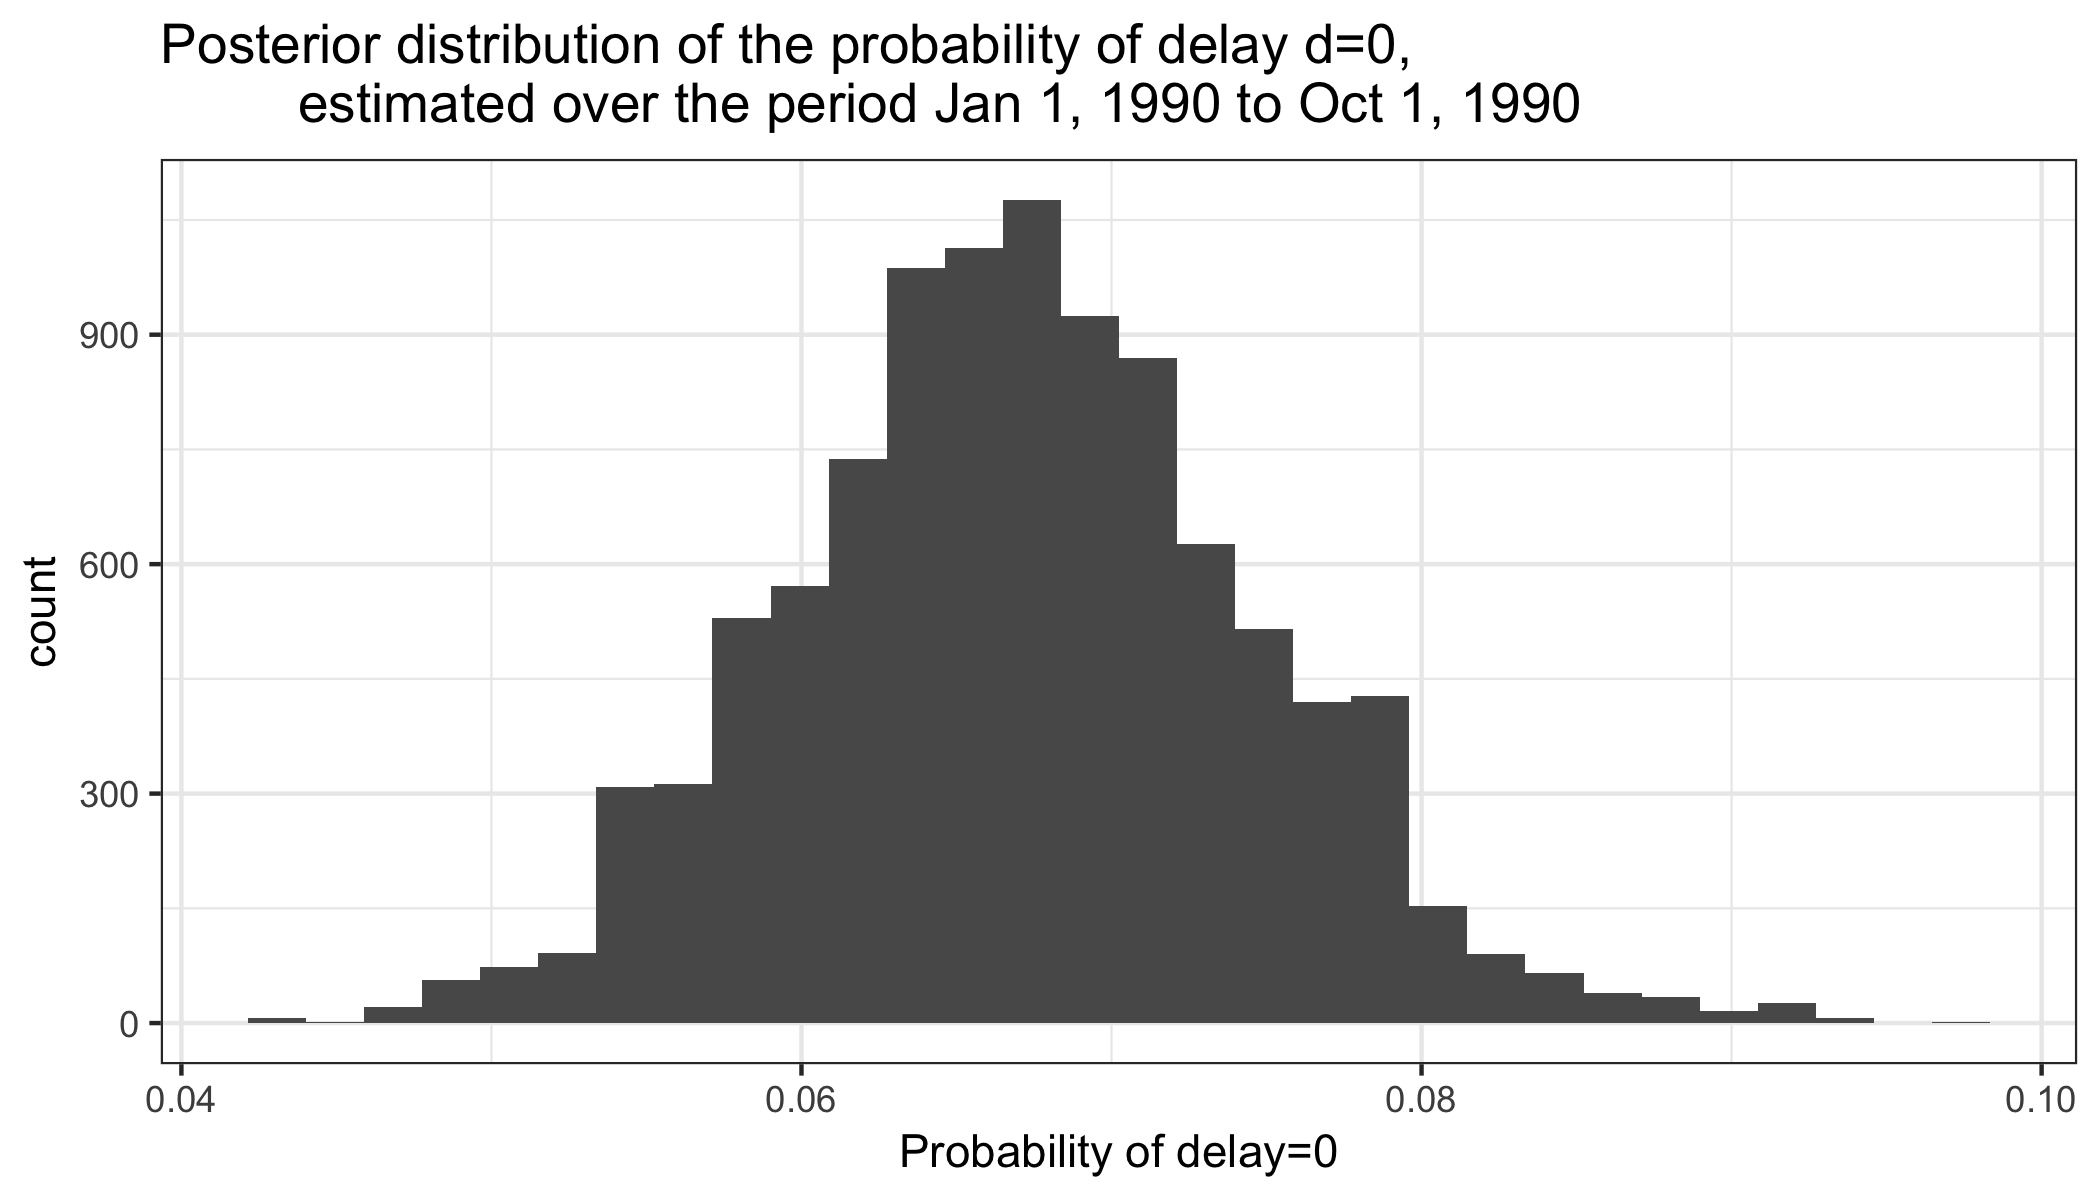 Posterior distribution of the probability of delay d=0,
estimated over the period Jan 1, 1990 to Oct 1, 1990
count
900
600
300
0
0.04
0.06
0.08
0.10
Probability of delay=0